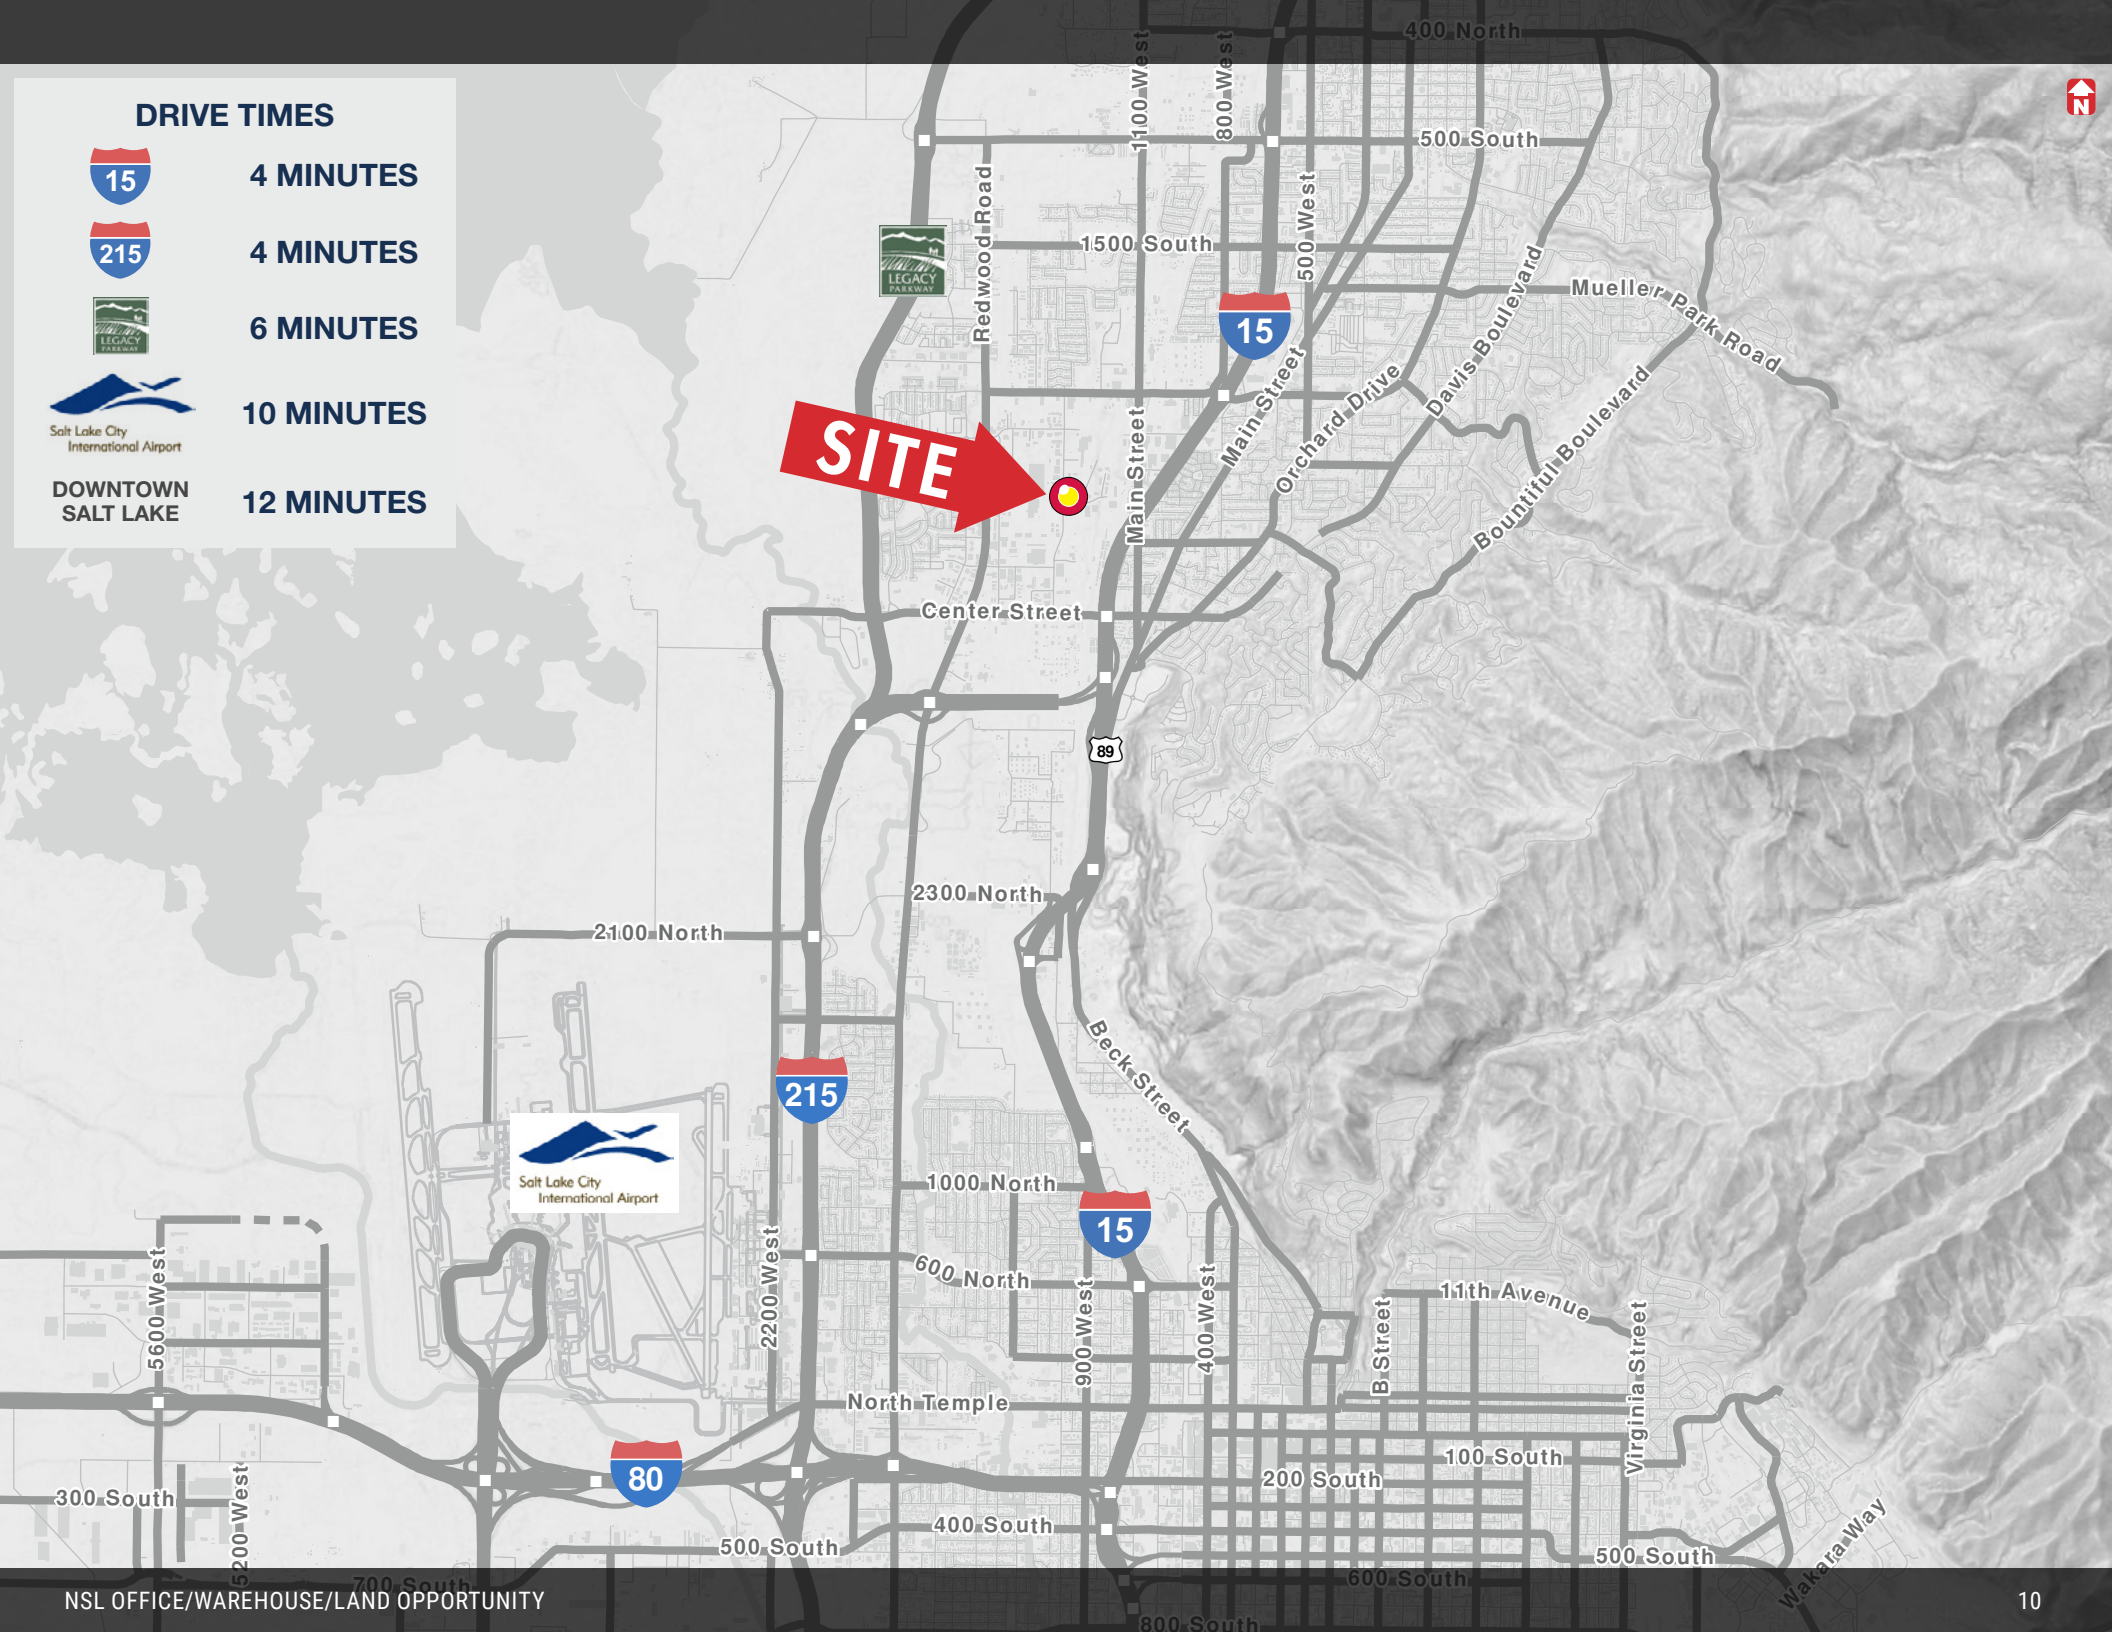 DRIVE TIMES
15
4 MINUTES
215
4 MINUTES
LEGACY
PARKWAY
6 MINUTES
Salt Lake City
International Airport
10 MINUTES
DOWNTOWN
SALT LAKE
12 MINUTES
400 North
N
1100 West
800 West
500 South
Redwood Road
500 West
1500 South
LEGACY
PARKWAY
Davis Boulevard
Mueller Park Road
15
Main Street
Orchard Drive
Bountiful Boulevard
SITE
Main Street
Center Street
89
2300 North
2100 North
Beck Street
215
Salt Lake City
International Airport
1000 North
15
2200 West
5600 West
600 North
900 West
400 West
11th Avenue
B Street
Virginia Street
North Temple
80
100 South
200 South
300 South
5200 West
400 South
500 South
500 South
Wakara Way
700 South
600 South
800 South
NSL OFFICE/WAREHOUSE/LAND OPPORTUNITY
10